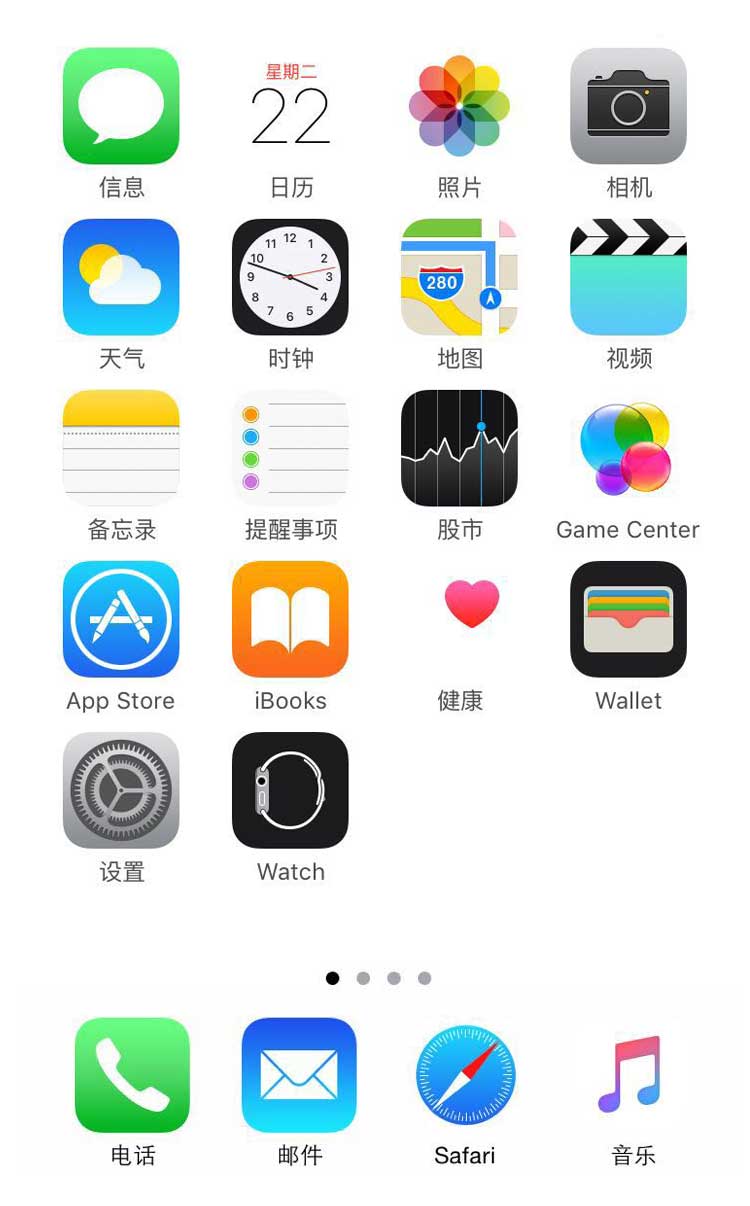 星期二
22
信息
日历
照片
相机
12
11
1
10
2
9
3
8
4
7
5
6
280
天气
时钟
地图
视频
备忘录
提醒事项
股市
Game Center
App Store
iBooks
健康
Wallet
设置
Watch
电话
邮件
Safari
音乐